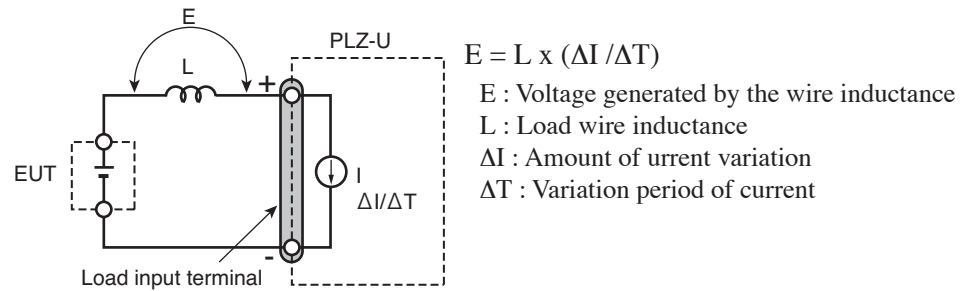 E
PLZ-U
L
+
EUT
I
ΔI/ΔT
-
Load input terminal
E = L x (ΔI /ΔT)
E : Voltage generated by the wire inductance
L : Load wire inductance
ΔI : Amount of urrent variation
ΔT : Variation period of current